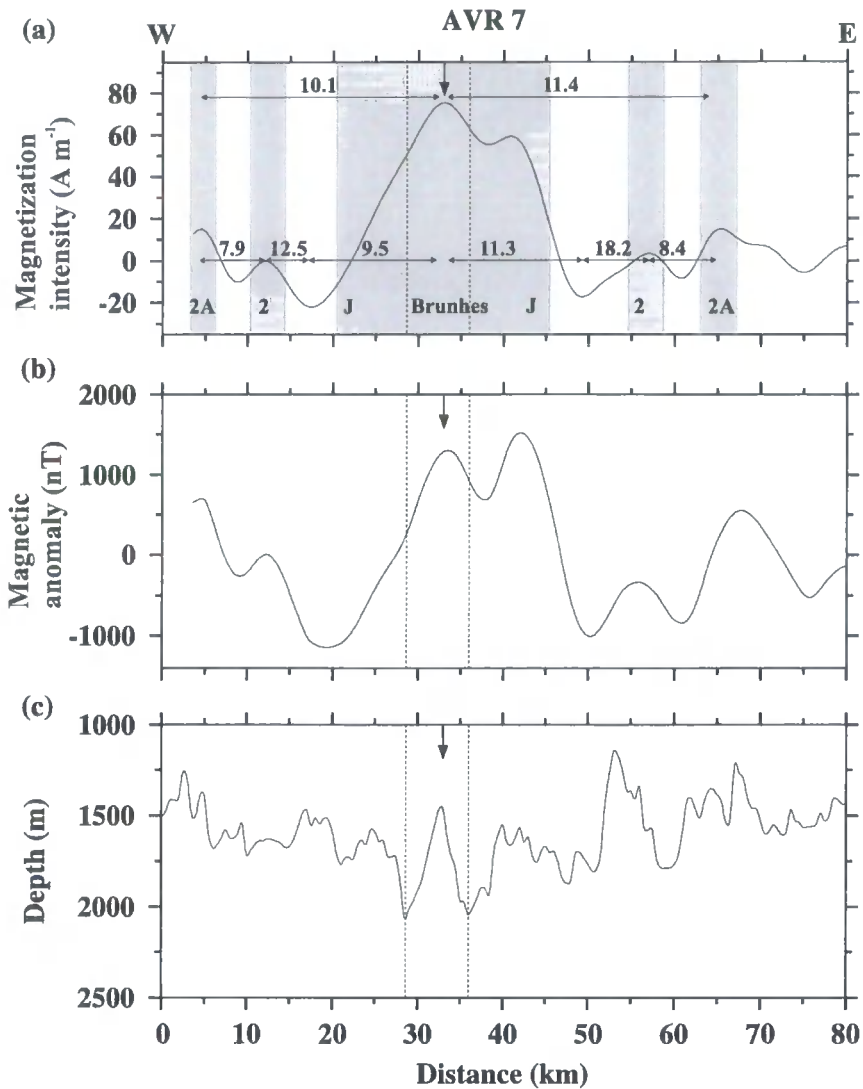 AVR 7
(a)
W
E
10.1
11.4
80
60
40
20
0
-20
Magnetization
intensity (A m⁻¹)
7.9
12.5
9.5
11.3
18.2
8.4
2A
2
J
Brunhes
J
2
2A
(b)
2000
1000
0
-1000
Magnetic
anomaly (nT)
(c)
1000
1500
2000
2500
Depth (m)
0 10 20 30 40 50 60 70 80
Distance (km)